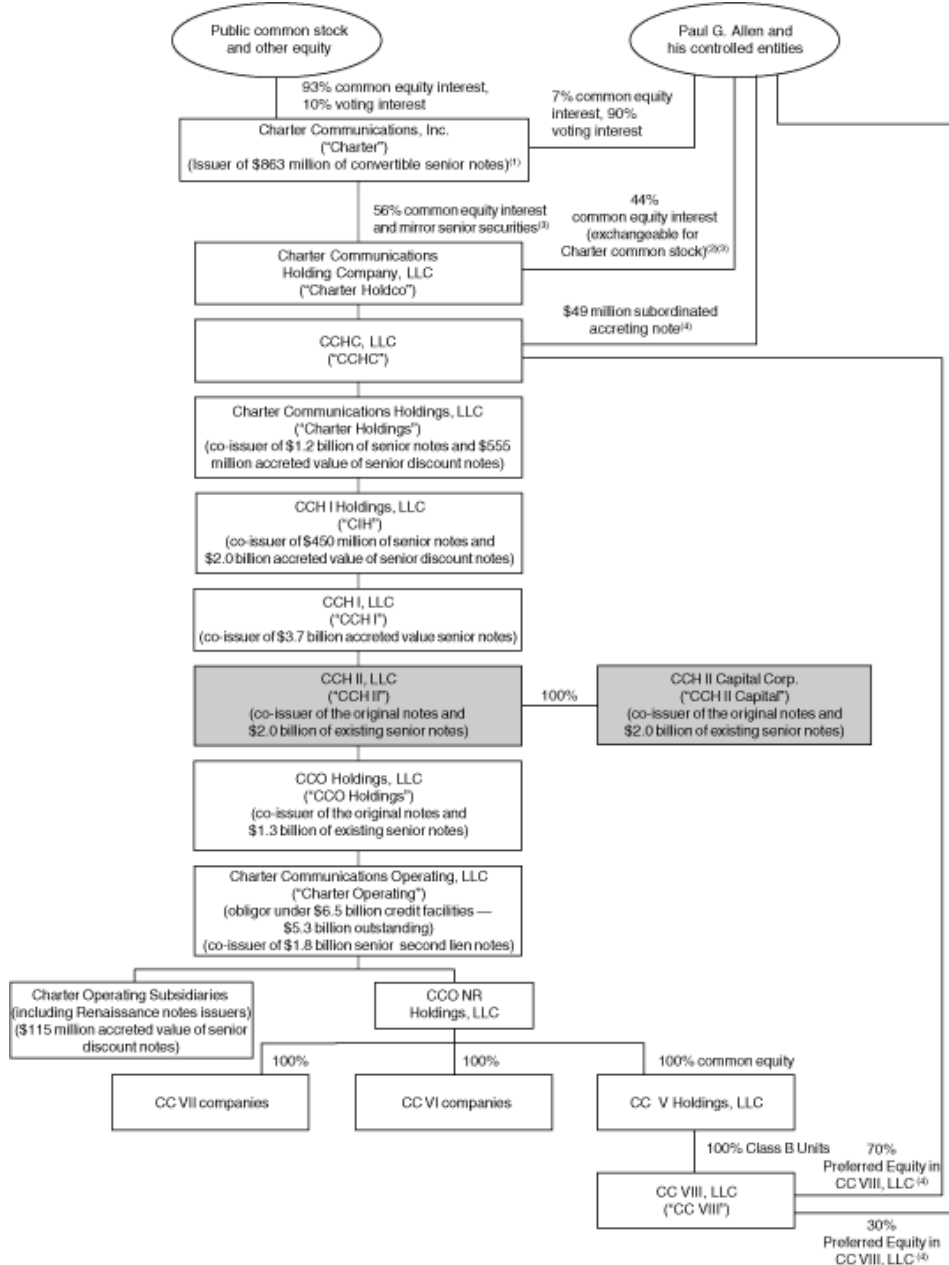 Public common stock
and other equity
Paul G. Allen and
his controlled entities
93% common equity interest,
10% voting interest
7% common equity
interest, 90%
voting interest
Charter Communications, Inc.
("Charter")
(Issuer of $863 million of convertible senior notes)(1)
56% common equity interest
and mirror senior securities(3)
44%
common equity interest
(exchangeable for
Charter common stock)(2)(3)
Charter Communications
Holding Company, LLC
("Charter Holdco")
$49 million subordinated
accreting note(4)
CCHC, LLC
("CCHC")
Charter Communications Holdings, LLC
("Charter Holdings")
(co-issuer of $1.2 billion of senior notes and $555
million accreted value of senior discount notes)
CCH I Holdings, LLC
("CIH")
(co-issuer of $450 million of senior notes and
$2.0 billion accreted value of senior discount notes)
CCH I, LLC
("CCH I")
(co-issuer of $3.7 billion accreted value senior notes)
CCH II, LLC
("CCH II")
(co-issuer of the original notes and
$2.0 billion of existing senior notes)
100%
CCH II Capital Corp.
("CCH II Capital")
(co-issuer of the original notes and
$2.0 billion of existing senior notes)
CCO Holdings, LLC
("CCO Holdings")
(co-issuer of the original notes and
$1.3 billion of existing senior notes)
Charter Communications Operating, LLC
("Charter Operating")
(obligor under $6.5 billion credit facilities —
$5.3 billion outstanding)
(co-issuer of $1.8 billion senior second lien notes)
Charter Operating Subsidiaries
(including Renaissance notes issuers)
($115 million accreted value of senior
discount notes)
CCO NR
Holdings, LLC
100%
100%
100% common equity
CC VII companies
CC VI companies
CC V Holdings, LLC
100% Class B Units
70%
Preferred Equity in
CC VIII, LLC (4)
CC VIII, LLC
("CC VIII")
30%
Preferred Equity in
CC VIII, LLC (4)